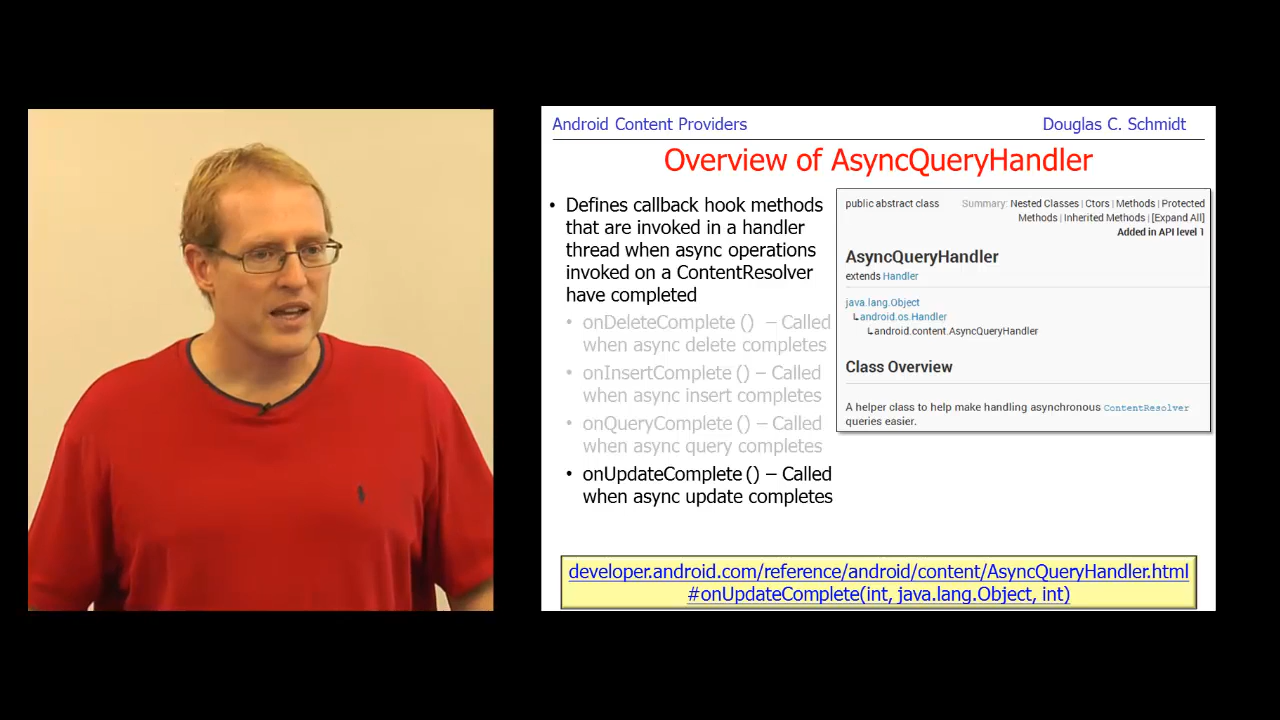 Android Content Providers
Douglas C. Schmidt
Overview of AsyncQueryHandler
• Defines callback hook methods
that are invoked in a handler
thread when async operations
invoked on a ContentResolver
have completed
• onDeleteComplete () – Called
when async delete completes
• onInsertComplete () – Called
when async insert completes
• onQueryComplete () – Called
when async query completes
• onUpdateComplete () – Called
when async update completes
public abstract class
Summary: Nested Classes | Ctors | Methods | Protected
Methods | Inherited Methods | [Expand All]
Added in API level 1
AsyncQueryHandler
extends Handler
java.lang.Object
↳android.os.Handler
↳android.content.AsyncQueryHandler
Class Overview
A helper class to help make handling asynchronous ContentResolver
queries easier.
developer.android.com/reference/android/content/AsyncQueryHandler.html
#onUpdateComplete(int, java.lang.Object, int)